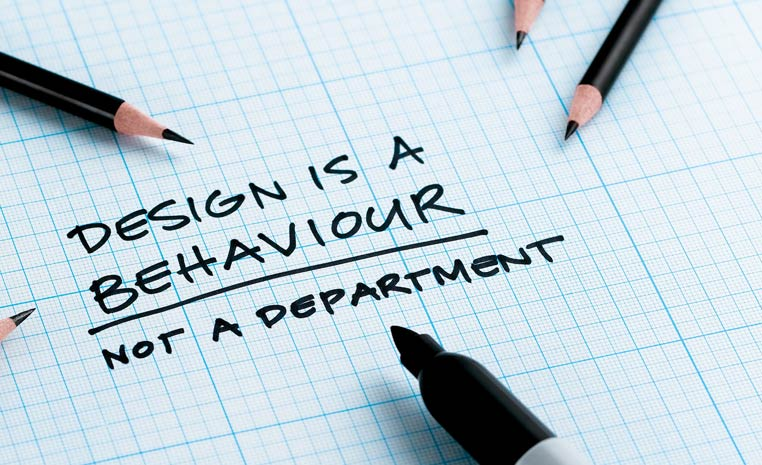 DESIGN IS A
BEHAVIOUR
NOT A DEPARTMENT